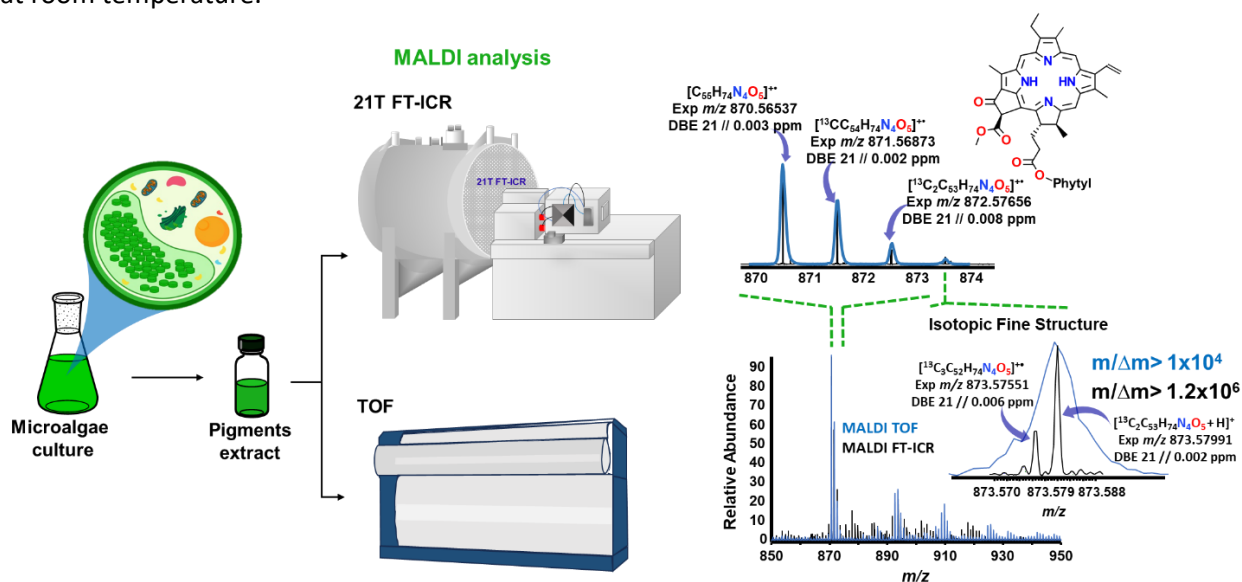 at room temperature.
MALDI analysis
21T FT-ICR
21T FT-ICR
Microalgae
culture
Pigments
extract
TOF
[C₅₅H₇₄N₄O₅]⁺•
Exp m/z 870.56537
DBE 21 // 0.003 ppm
[¹³CC₅₄H₇₄N₄O₅]⁺•
Exp m/z 871.56873
DBE 21 // 0.002 ppm
[¹³C₂C₅₃H₇₄N₄O₅]⁺•
Exp m/z 872.57656
DBE 21 // 0.008 ppm
N
NH HN
N
O
O
O
O
O Phytyl
870 871 872 873 874
Isotopic Fine Structure
[¹³C₃C₅₂H₇₄N₄O₅]⁺•
Exp m/z 873.57551
DBE 21 // 0.006 ppm
m/Δm> 1x10⁴
m/Δm> 1.2x10⁶
[¹³C₂C₅₃H₇₄N₄O₅ + H]⁺
Exp m/z 873.57991
DBE 21 // 0.002 ppm
873.570 873.579 873.588
m/z
MALDI TOF
MALDI FT-ICR
Relative Abundance
90
80
70
60
50
40
30
20
10
0
850 870 890 910 930 950
m/z